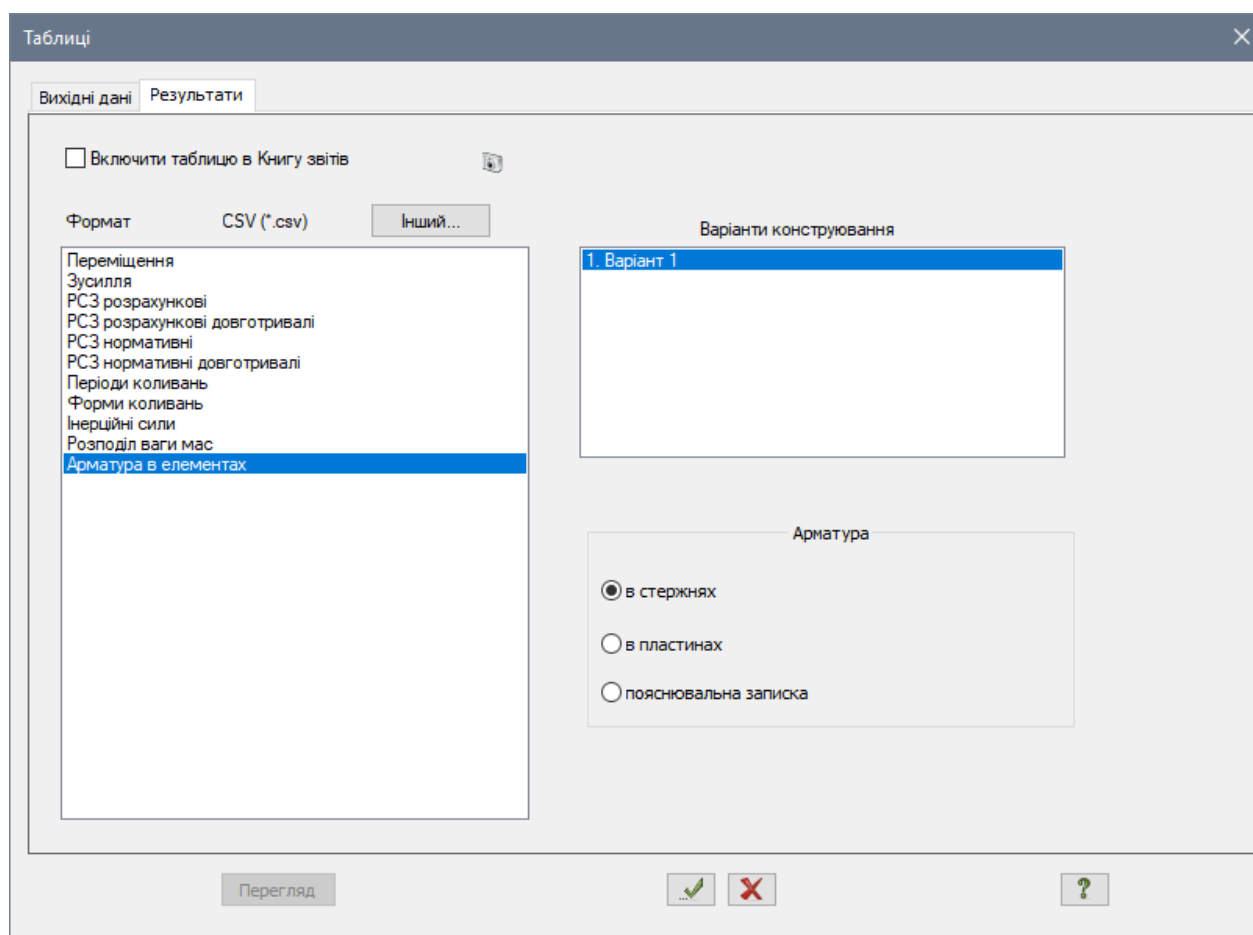 Таблиці
Вихідні дані
Результати
Включити таблицю в Книгу звітів
Формат CSV (*.csv) Інший...
Переміщення
Зусилля
РСЗ розрахункові
РСЗ розрахункові довготривалі
РСЗ нормативні
РСЗ нормативні довготривалі
Періоди коливань
Форми коливань
Інерційні сили
Розподіл ваги мас
Арматура в елементах
Варіанти конструювання
1. Варіант 1
Арматура
в стержнях
в пластинах
пояснювальна записка
Перегляд
?